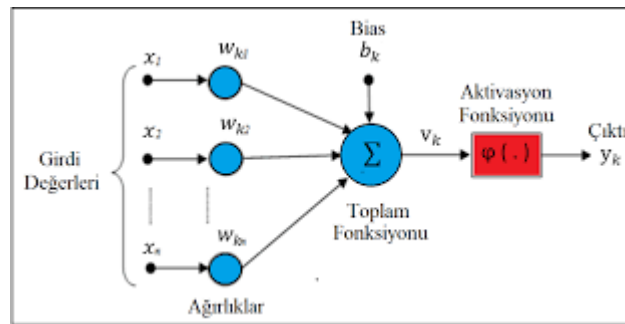 Bias
b_k
x_1
w_k1
Aktivasyon
Fonksiyonu
x_2
w_k2
Girdi
Değerleri
Σ
v_k
φ(.)
Çıktı
y_k
Toplam
Fonksiyonu
x_n
w_kn
Ağırlıklar